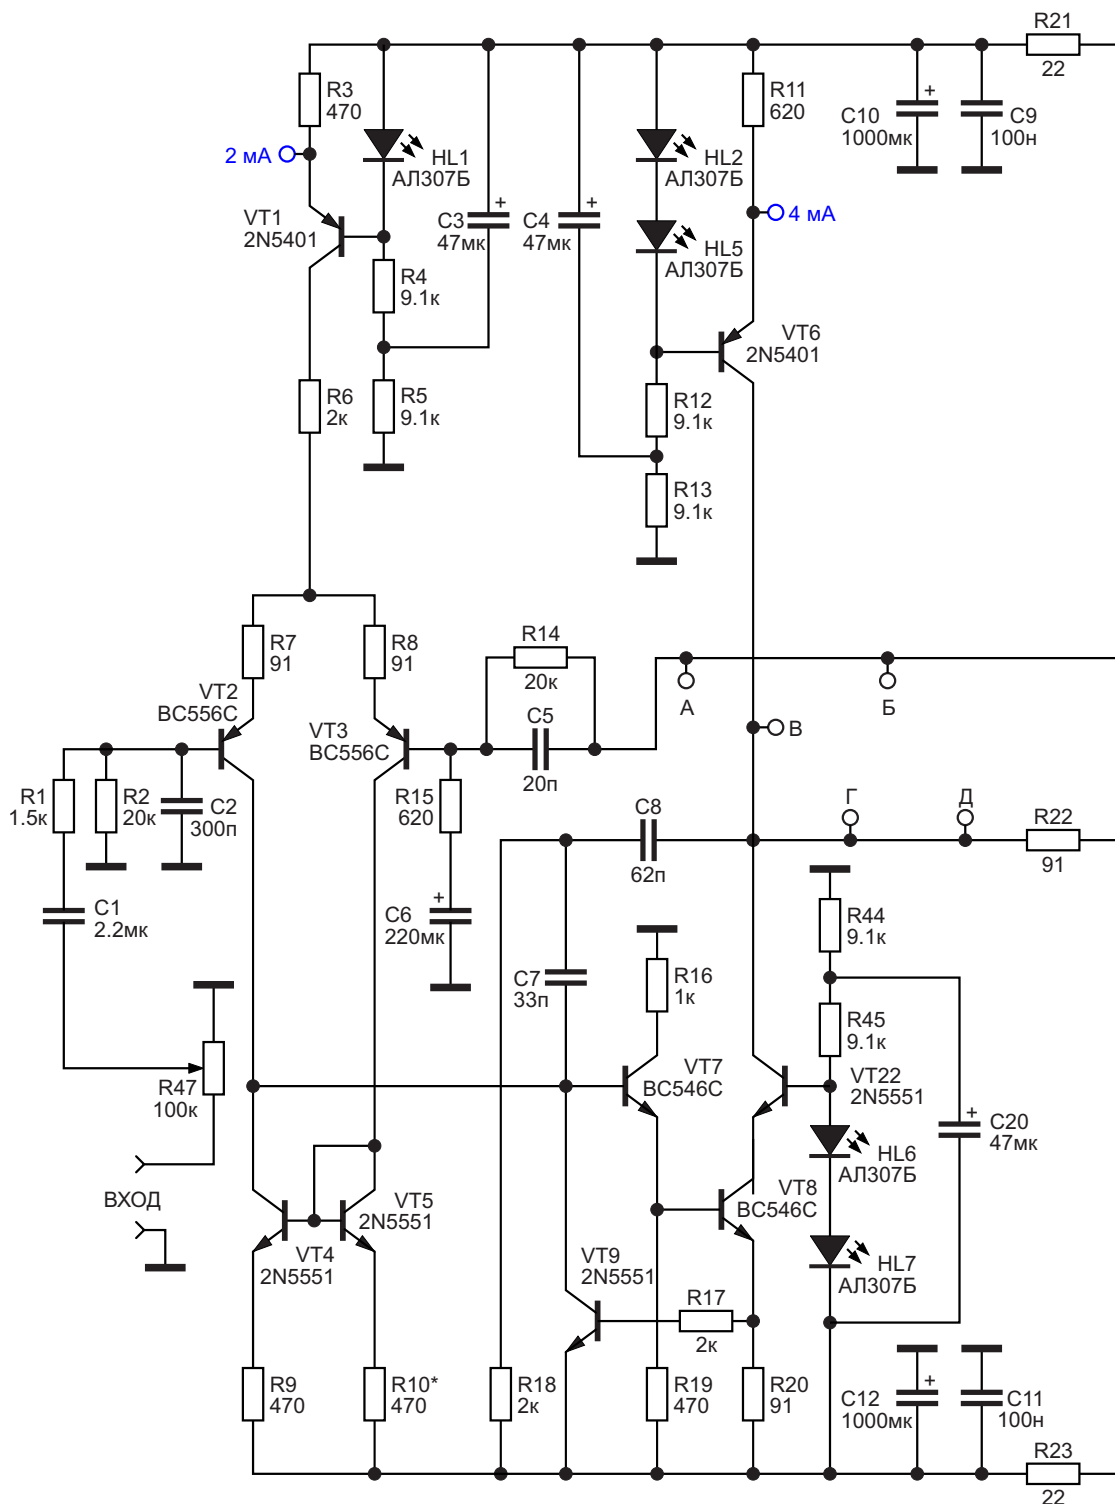 R21
22
R3
470
2 мА
HL1
АЛ307Б
C3
47мк
+
C4
47мк
+
HL2
АЛ307Б
HL5
АЛ307Б
R11
620
4 мА
C10
1000мк
+
C9
100н
VT1
2N5401
R4
9.1к
VT6
2N5401
R6
2к
R5
9.1к
R12
9.1к
R13
9.1к
R7
91
R8
91
R14
20к
C5
20п
А
Б
В
VT2
BC556C
VT3
BC556C
R1
1.5к
R2
20к
C2
300п
R15
620
C8
62п
Г
Д
R22
91
C1
2.2мк
C6
220мк
+
C7
33п
R16
1к
R44
9.1к
R45
9.1к
R47
100к
VT7
BC546C
VT22
2N5551
C20
47мк
+
HL6
АЛ307Б
ВХОД
VT4
2N5551
VT5
2N5551
VT8
BC546C
VT9
2N5551
HL7
АЛ307Б
R17
2к
R9
470
R10*
470
R18
2к
R19
470
R20
91
C12
1000мк
+
C11
100н
R23
22